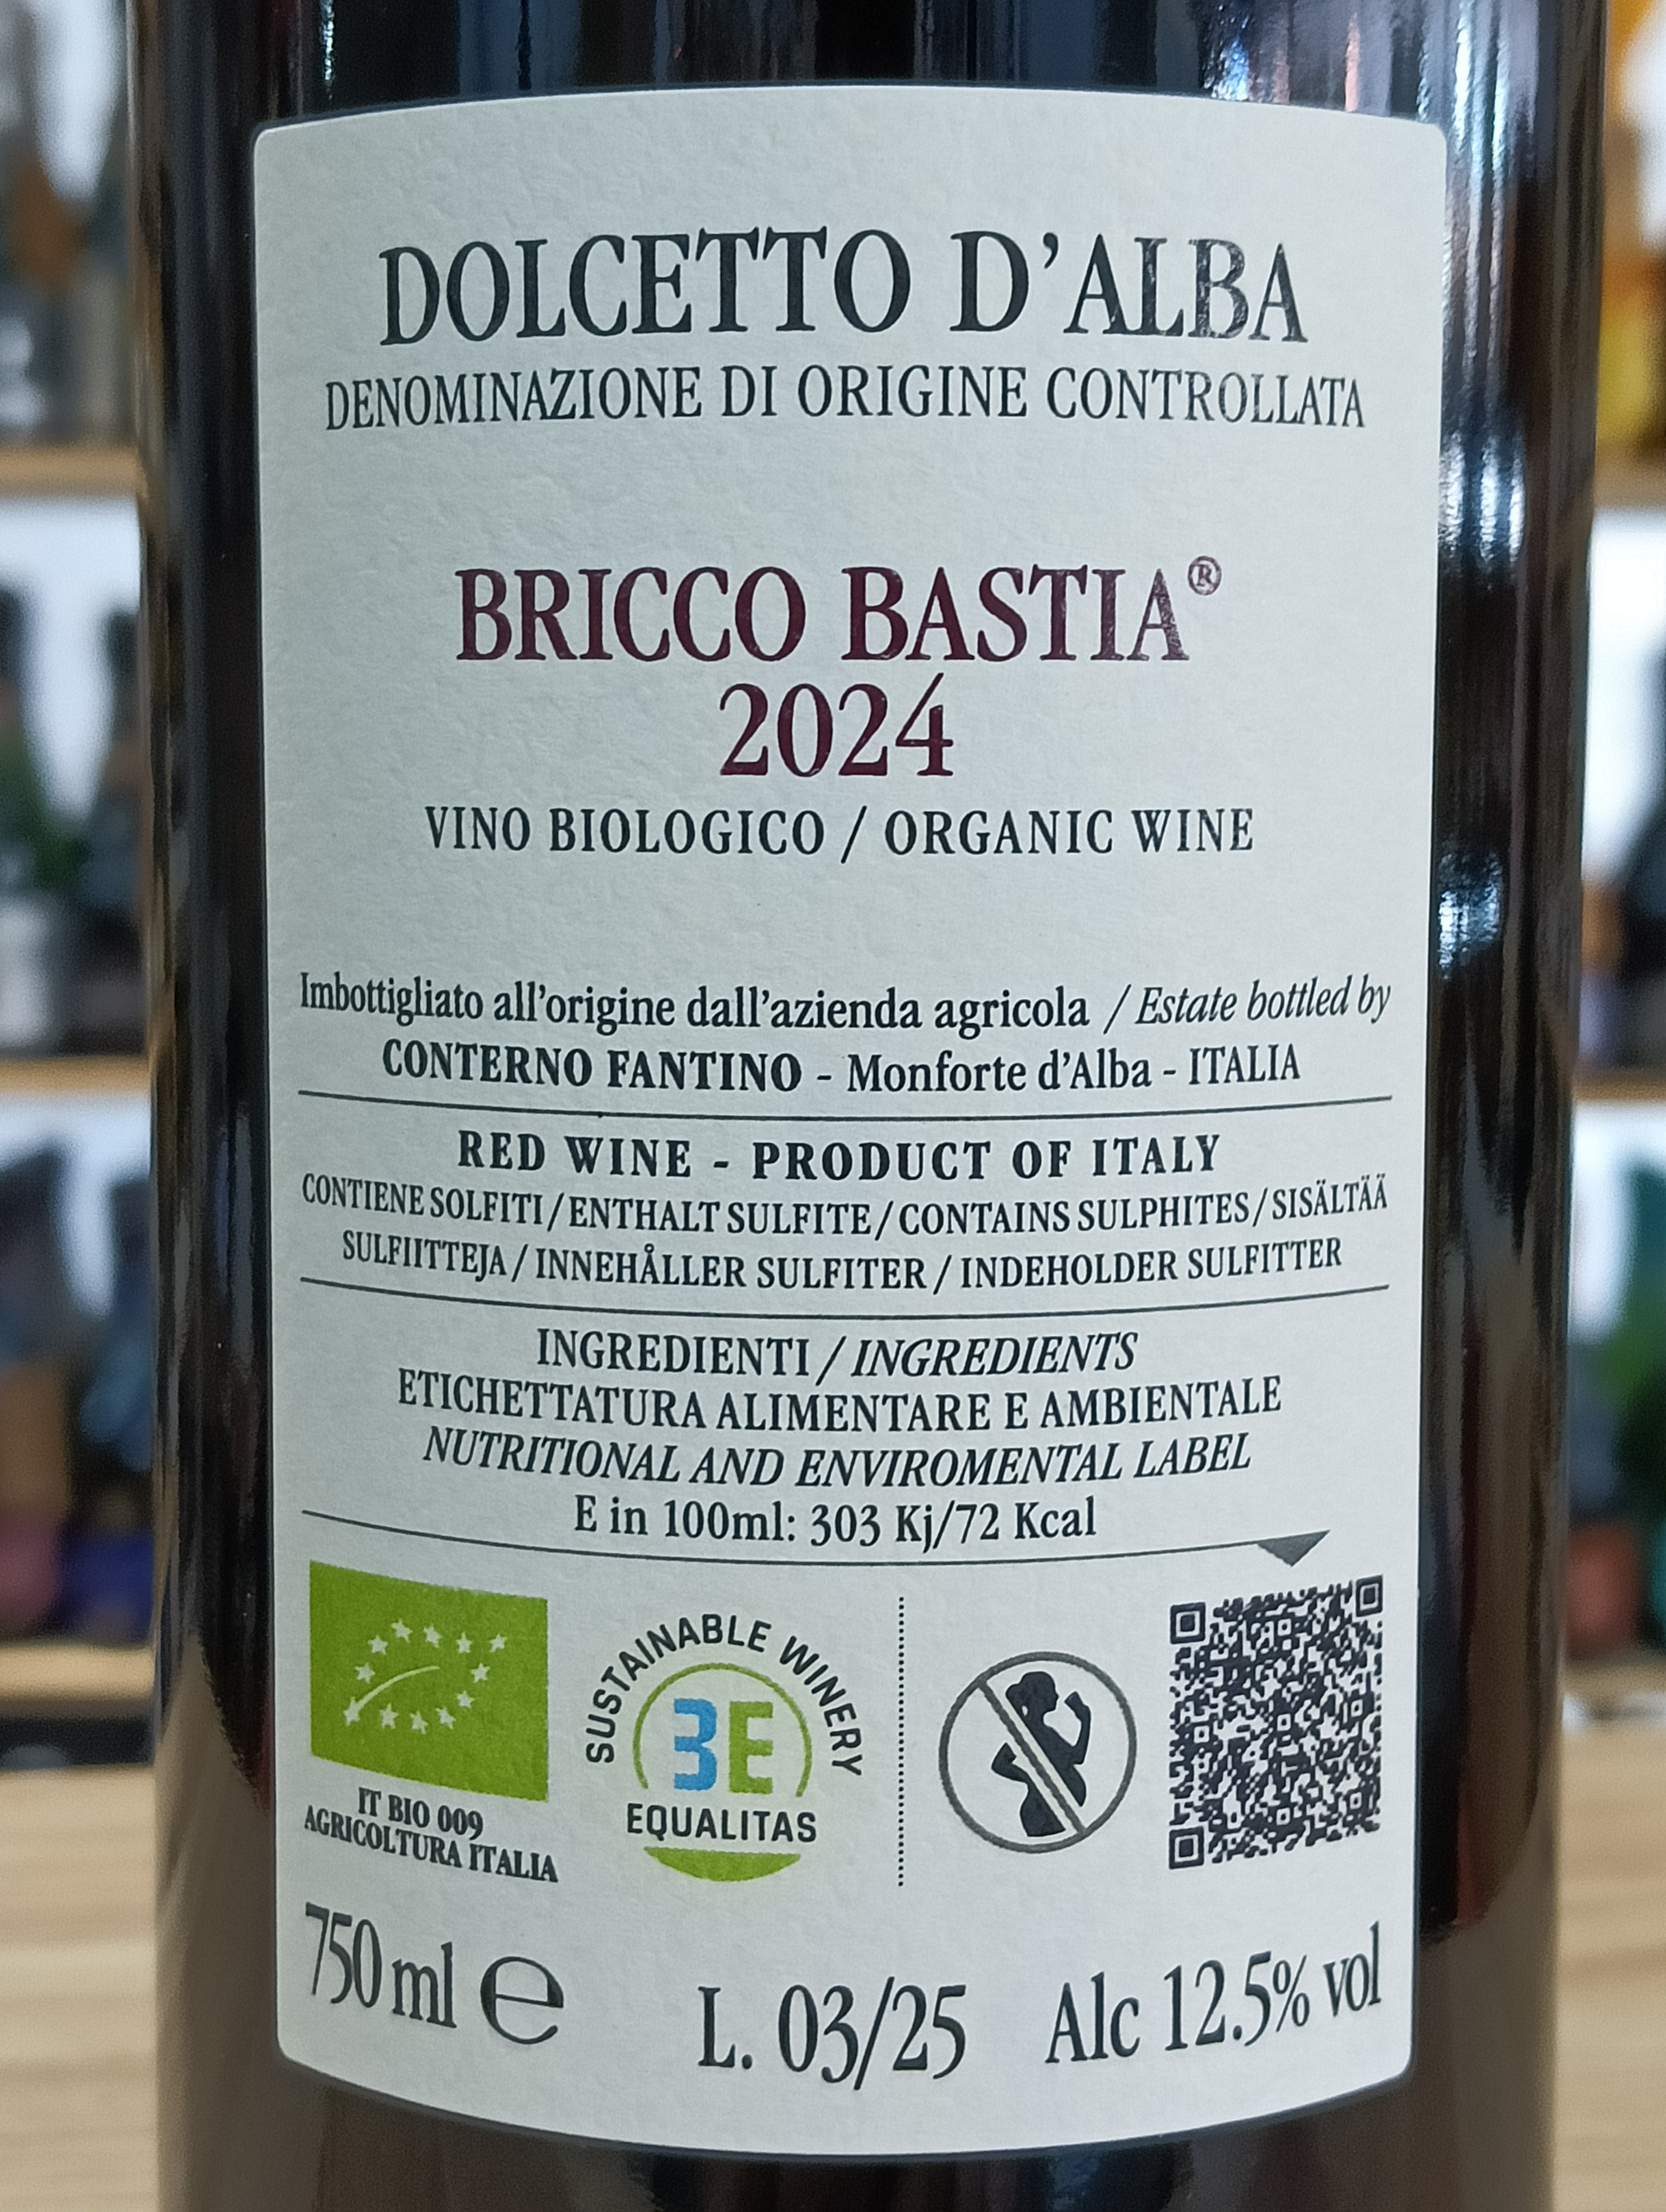 DOLCETTO D'ALBA
DENOMINAZIONE DI ORIGINE CONTROLLATA
BRICCO BASTIA®
2024
VINO BIOLOGICO / ORGANIC WINE
Imbottigliato all'origine dall'azienda agricola / Estate bottled by
CONTERNO FANTINO - Monforte d'Alba - ITALIA
RED WINE - PRODUCT OF ITALY
CONTIENE SOLFITI / ENTHALT SULFITE / CONTAINS SULPHITES / SISÄLTÄÄ
SULFIITTEJA / INNEHÅLLER SULFITER / INDEHOLDER SULFITTER
INGREDIENTI / INGREDIENTS
ETICHETTATURA ALIMENTARE E AMBIENTALE
NUTRITIONAL AND ENVIROMENTAL LABEL
E in 100ml: 303 Kj/72 Kcal
IT BIO 009
AGRICOLTURA ITALIA
SUSTAINABLE WINERY
3E
EQUALITAS
750 ml e L. 03/25 Alc 12.5% vol